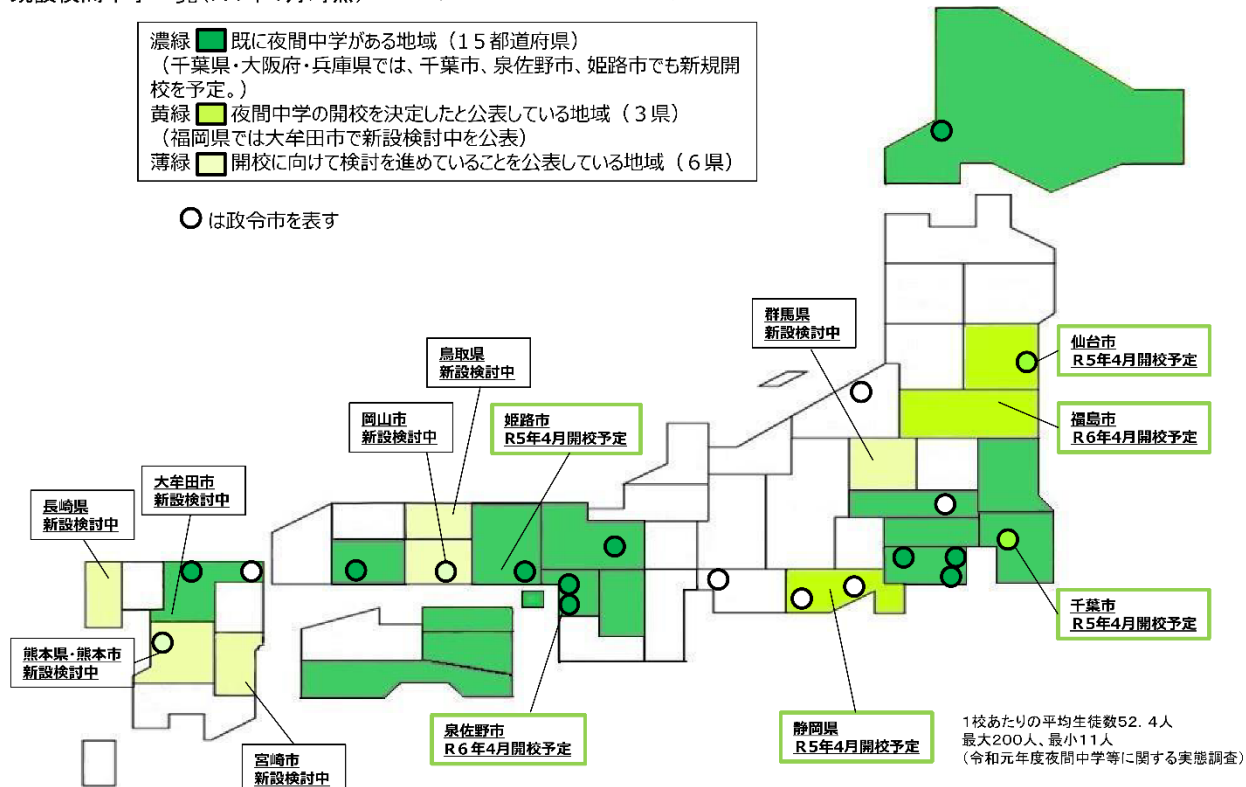 濃緑 既に夜間中学がある地域（15都道府県）
（千葉県・大阪府・兵庫県では、千葉市、泉佐野市、姫路市でも新規開
校を予定。）
黄緑 夜間中学の開校を決定したと公表している地域（3県）
（福岡県では大牟田市で新設検討中を公表）
薄緑 開校に向けて検討を進めていることを公表している地域（6県）
○は政令市を表す
群馬県
新設検討中
仙台市
R5年4月開校予定
鳥取県
新設検討中
岡山市
新設検討中
姫路市
R5年4月開校予定
福島市
R6年4月開校予定
大牟田市
新設検討中
長崎県
新設検討中
千葉市
R5年4月開校予定
熊本県・熊本市
新設検討中
泉佐野市
R6年4月開校予定
静岡県
R5年4月開校予定
宮崎市
新設検討中
1校あたりの平均生徒数52.4人
最大200人、最小11人
（令和元年度夜間中学等に関する実態調査）